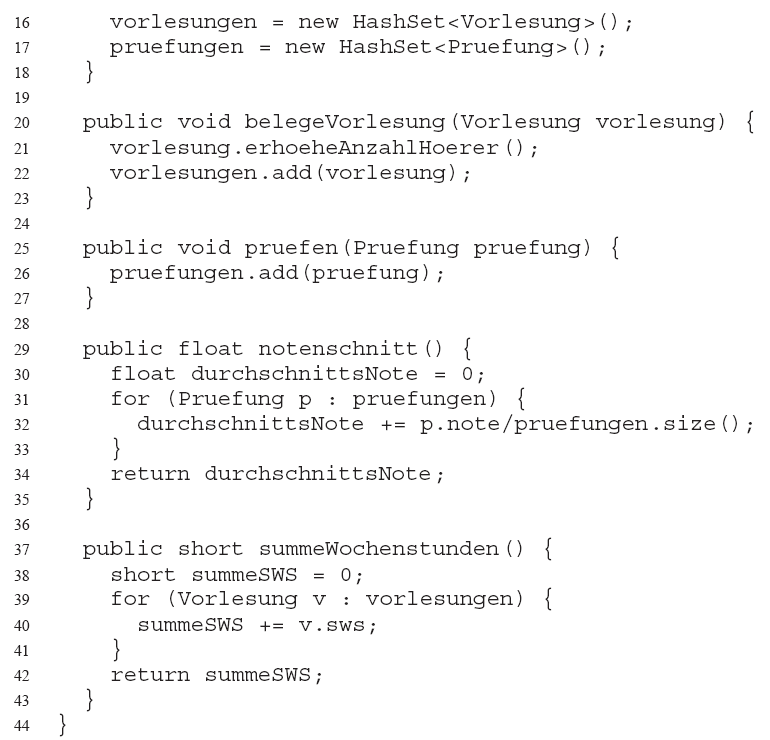 16 vorlesungen = new HashSet<Vorlesung>();
17 pruefungen = new HashSet<Pruefung>();
18 }
19
20 public void belegeVorlesung(Vorlesung vorlesung) {
21 vorlesung.erhoeheAnzahlHoerer();
22 vorlesungen.add(vorlesung);
23 }
24
25 public void pruefen(Pruefung pruefung) {
26 pruefungen.add(pruefung);
27 }
28
29 public float notenschnitt() {
30 float durchschnittsNote = 0;
31 for (Pruefung p : pruefungen) {
32 durchschnittsNote += p.note/pruefungen.size();
33 }
34 return durchschnittsNote;
35 }
36
37 public short summeWochenstunden() {
38 short summeSWS = 0;
39 for (Vorlesung v : vorlesungen) {
40 summeSWS += v.sws;
41 }
42 return summeSWS;
43 }
44 }